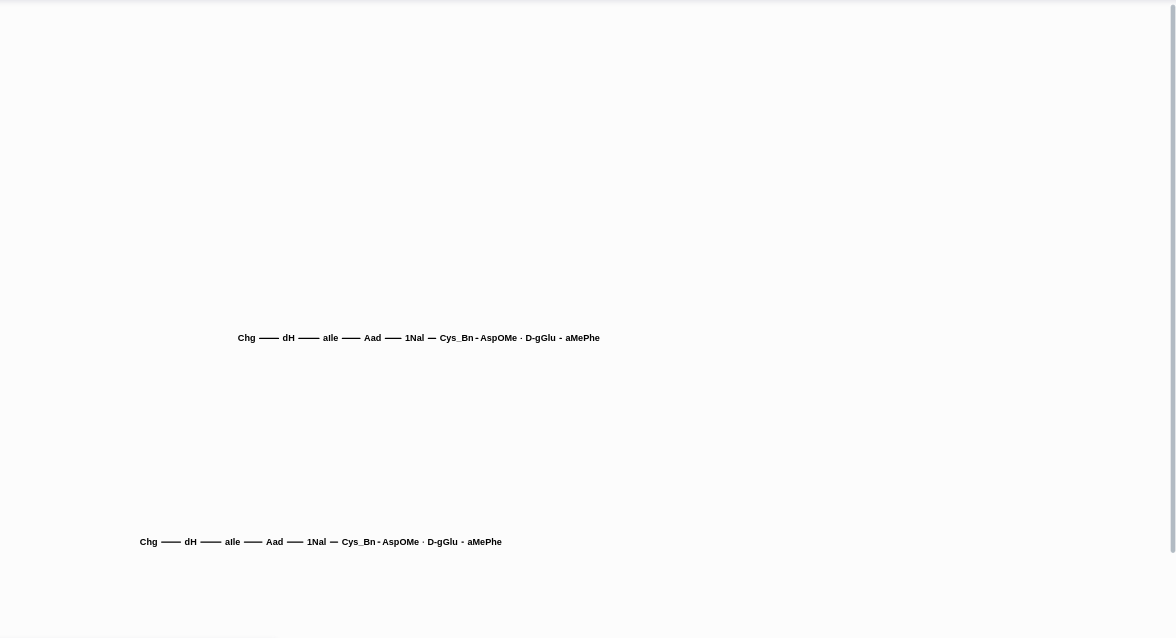 Chg — dH — aIle — Aad — 1Nal — Cys_Bn - AspOMe · D-gGlu - aMePhe
Chg — dH — aIle — Aad — 1Nal — Cys_Bn - AspOMe · D-gGlu - aMePhe